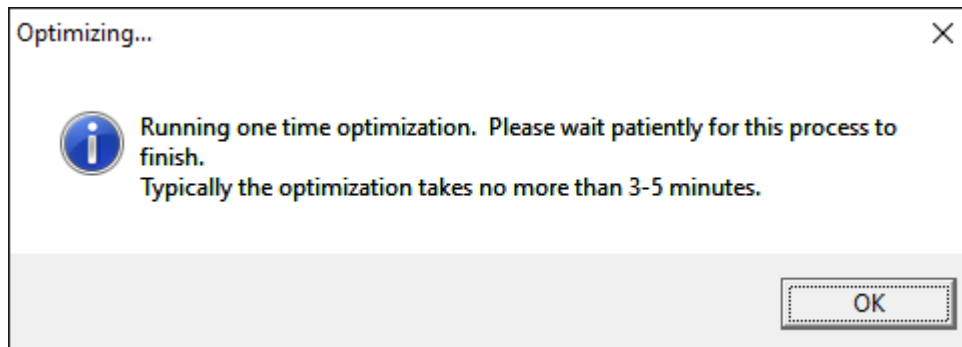 Optimizing...
Running one time optimization.  Please wait patiently for this process to
finish.
Typically the optimization takes no more than 3-5 minutes.
OK